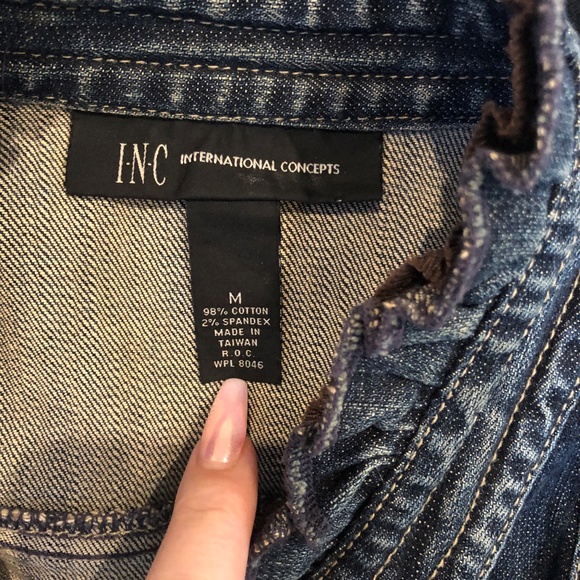 I·N·C INTERNATIONAL CONCEPTS
M
98% COTTON
2% SPANDEX
MADE IN
TAIWAN
R.O.C.
WPL 8046